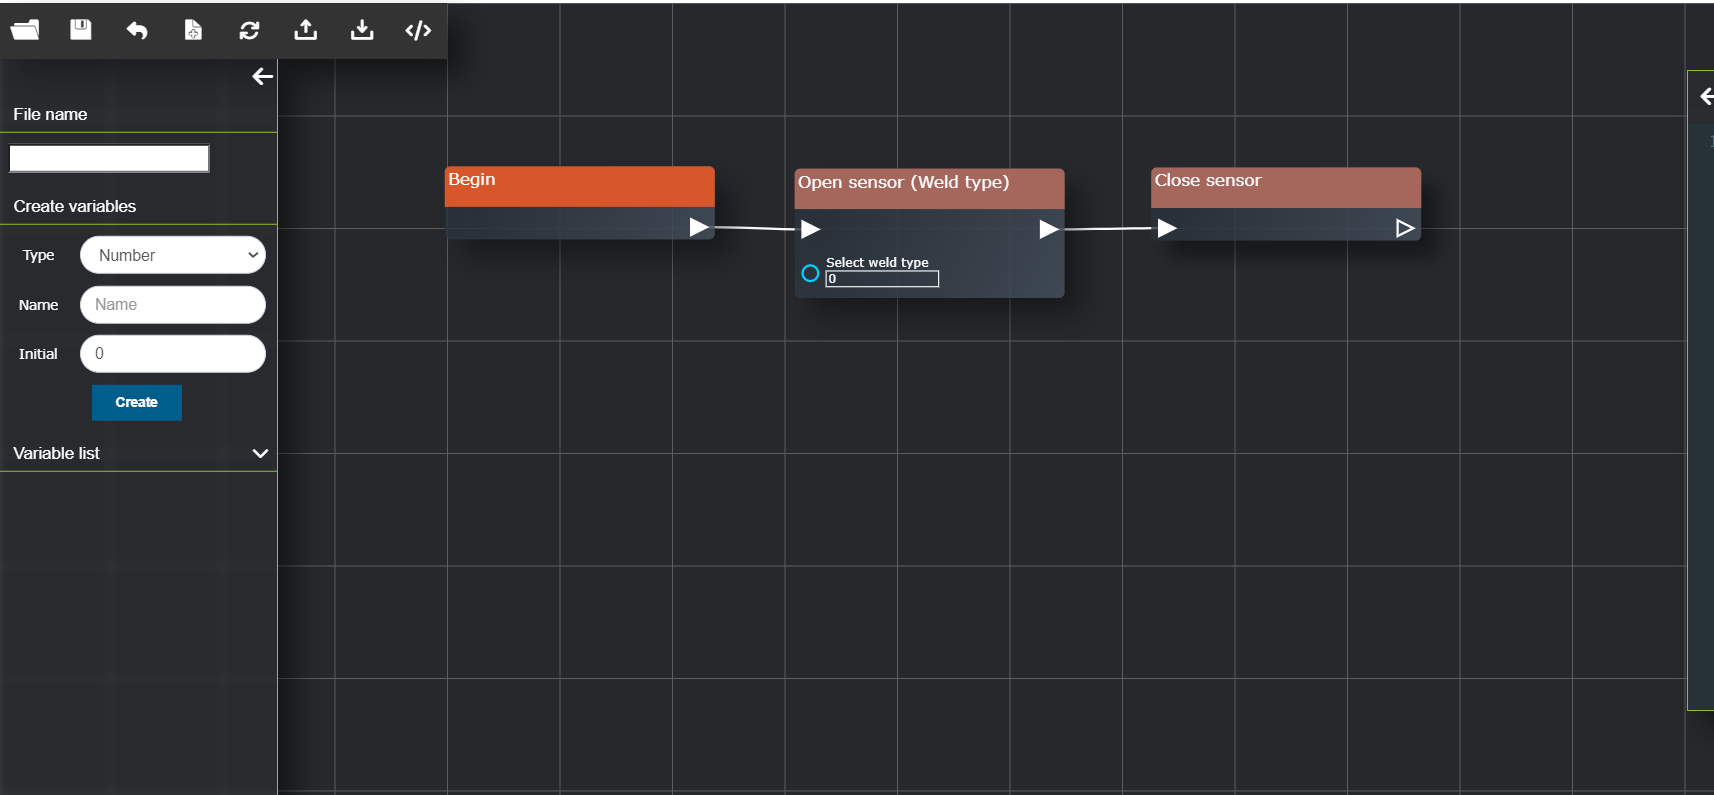 File name
Create variables
Type
Number
Name
Name
Initial
0
Create
Variable list
Begin
Open sensor (Weld type)
Select weld type
0
Close sensor
1